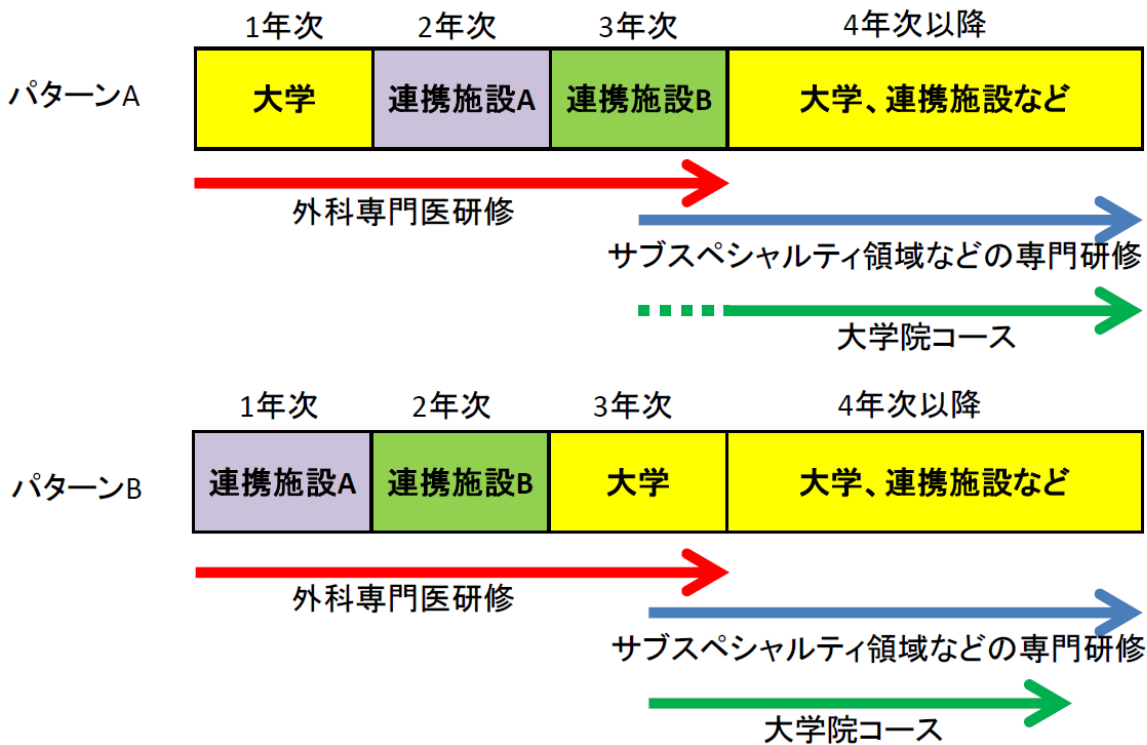 1年次 2年次 3年次 4年次以降
パターンA 大学 連携施設A 連携施設B 大学、連携施設など
外科専門医研修
サブスペシャルティ領域などの専門研修
大学院コース
1年次 2年次 3年次 4年次以降
パターンB 連携施設A 連携施設B 大学 大学、連携施設など
外科専門医研修
サブスペシャルティ領域などの専門研修
大学院コース